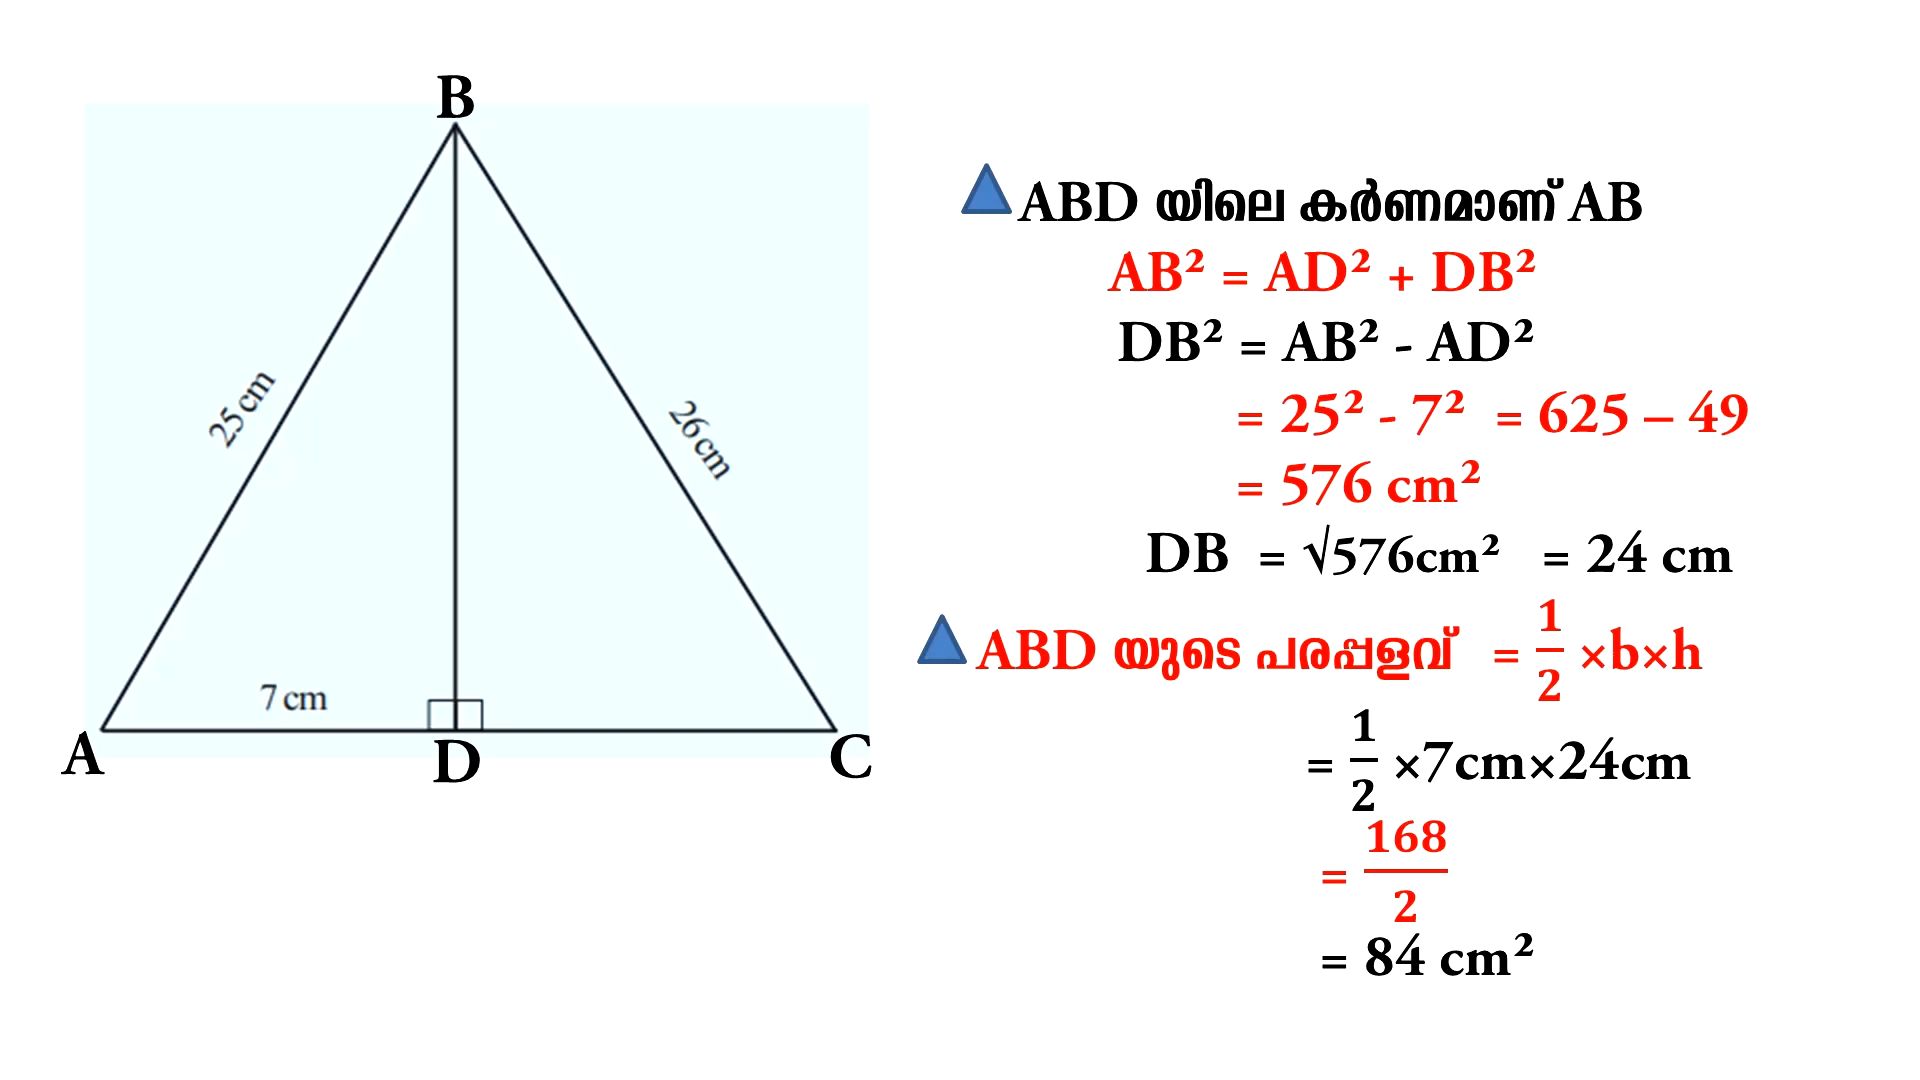 B
25 cm
26 cm
7 cm
A
D
C
ABD യിലെ കർണമാണ് AB
AB² = AD² + DB²
DB² = AB² - AD²
= 25² - 7² = 625 – 49
= 576 cm²
DB = √576cm² = 24 cm
ABD യുടെ പരപ്പളവ് = 1/2 ×b×h
= 1/2 ×7cm×24cm
= 168/2
= 84 cm²